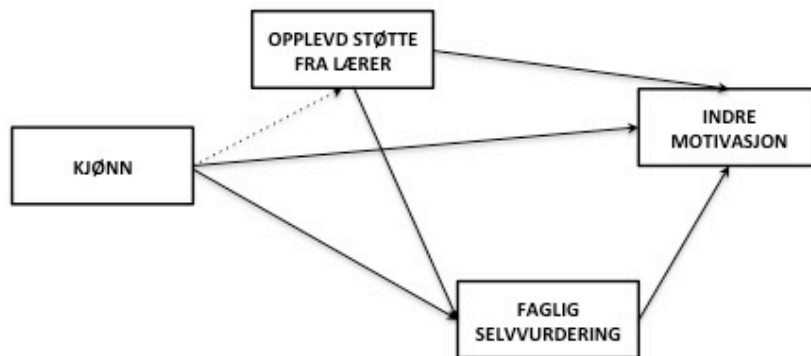 OPPLEVD STØTTE
FRA LÆRER
INDRE
MOTIVASJON
KJØNN
FAGLIG
SELVVURDERING